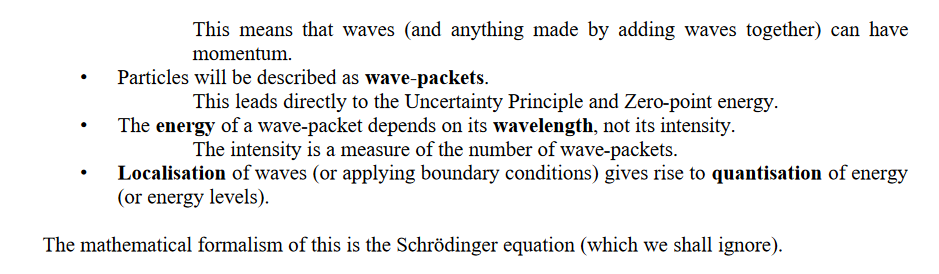 This means that waves (and anything made by adding waves together) can have
momentum.
• Particles will be described as wave-packets.
This leads directly to the Uncertainty Principle and Zero-point energy.
• The energy of a wave-packet depends on its wavelength, not its intensity.
The intensity is a measure of the number of wave-packets.
• Localisation of waves (or applying boundary conditions) gives rise to quantisation of energy
(or energy levels).
The mathematical formalism of this is the Schrödinger equation (which we shall ignore).